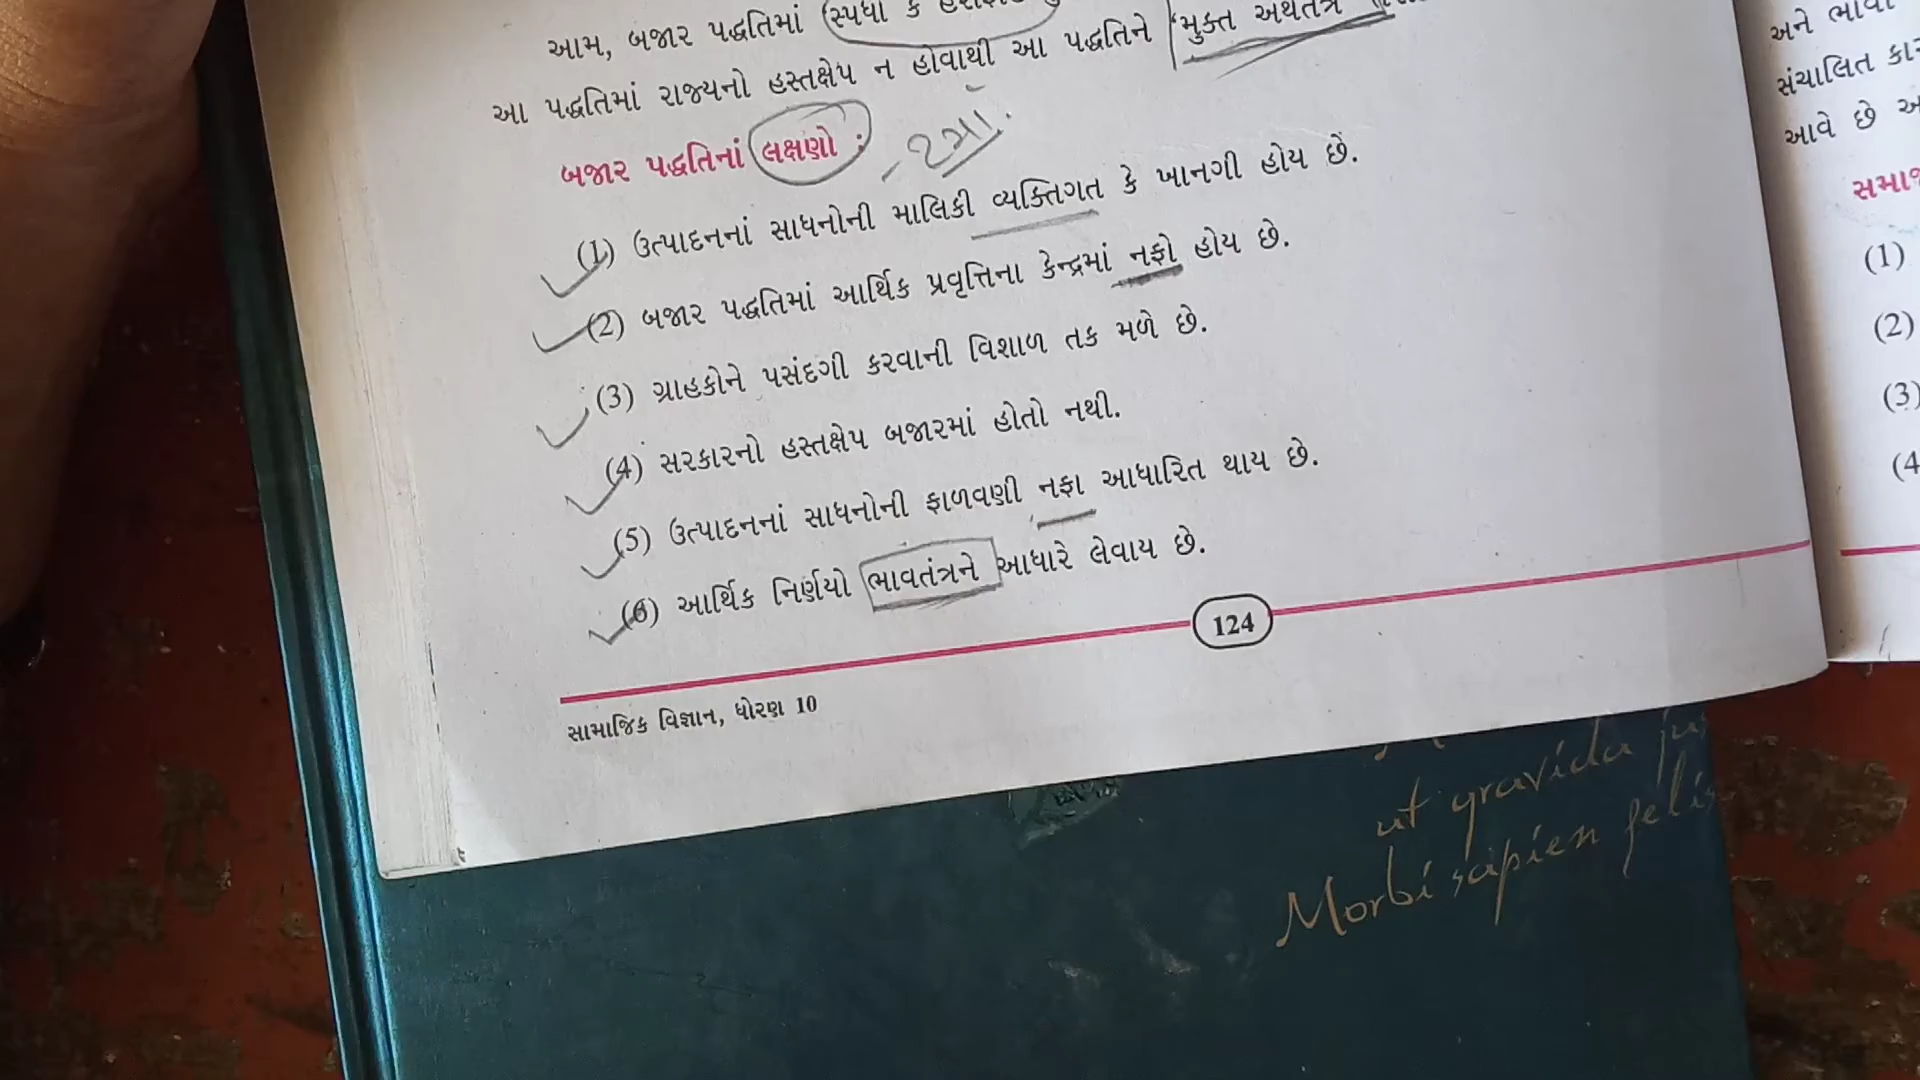 આમ, બજાર પદ્ધતિમાં સ્પર્ધા કે
આ પદ્ધતિમાં રાજ્યનો હસ્તક્ષેપ ન હોવાથી આ પદ્ધતિને 'મુક્ત અર્થતંત્ર
બજાર પદ્ધતિનાં લક્ષણો :
(1) ઉત્પાદનનાં સાધનોની માલિકી વ્યક્તિગત કે ખાનગી હોય છે.
(2) બજાર પદ્ધતિમાં આર્થિક પ્રવૃત્તિના કેન્દ્રમાં નફો હોય છે.
(3) ગ્રાહકોને પસંદગી કરવાની વિશાળ તક મળે છે.
(4) સરકારનો હસ્તક્ષેપ બજારમાં હોતો નથી.
(5) ઉત્પાદનનાં સાધનોની ફાળવણી નફા આધારિત થાય છે.
(6) આર્થિક નિર્ણયો ભાવતંત્રને આધારે લેવાય છે.
124
સામાજિક વિજ્ઞાન, ધોરણ 10
અને
સંચાલિત
આવે છે
(1)
(2)
(3)
(4
ut gravida
Morbi sapien felis